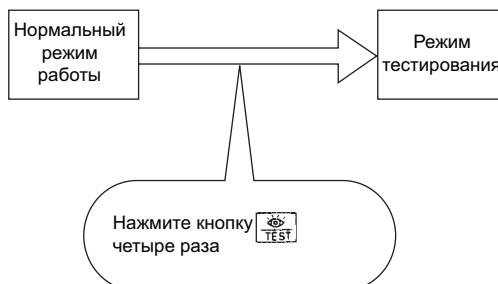 Нормальный
режим
работы
Режим
тестирования
Нажмите кнопку TEST
четыре раза